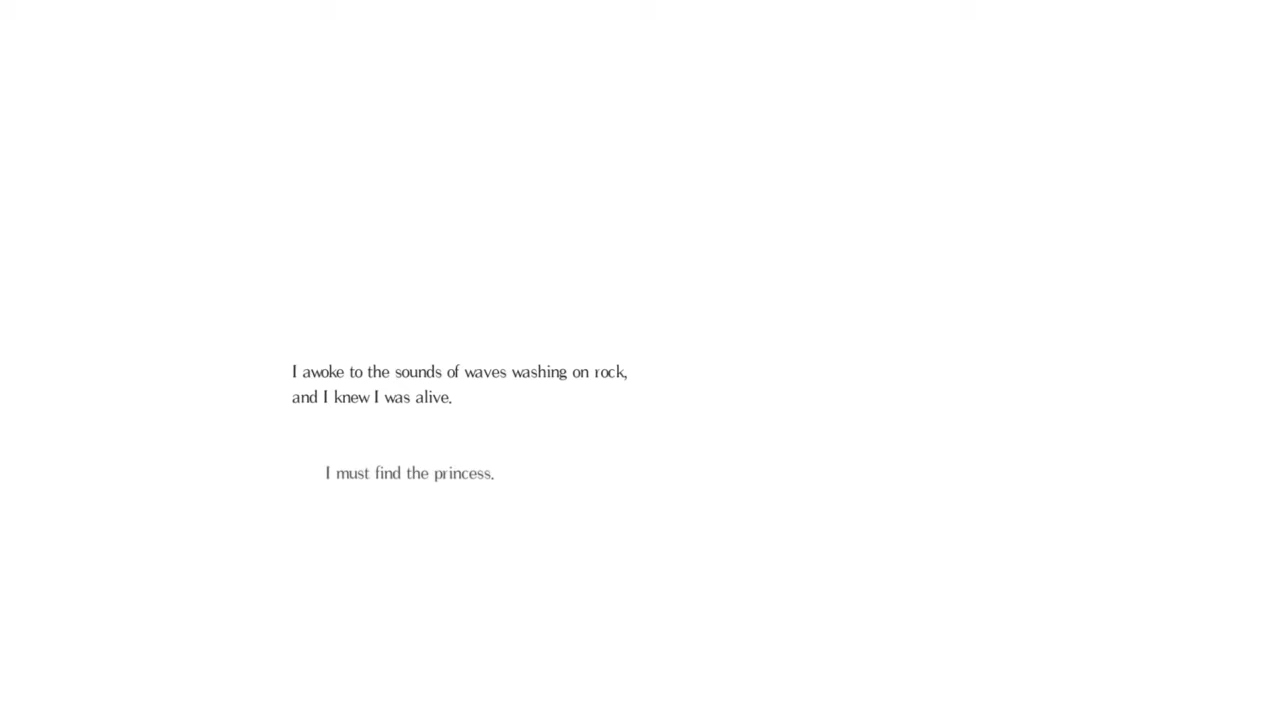 I awoke to the sounds of waves washing on rock,
and I knew I was alive.
I must find the princess.